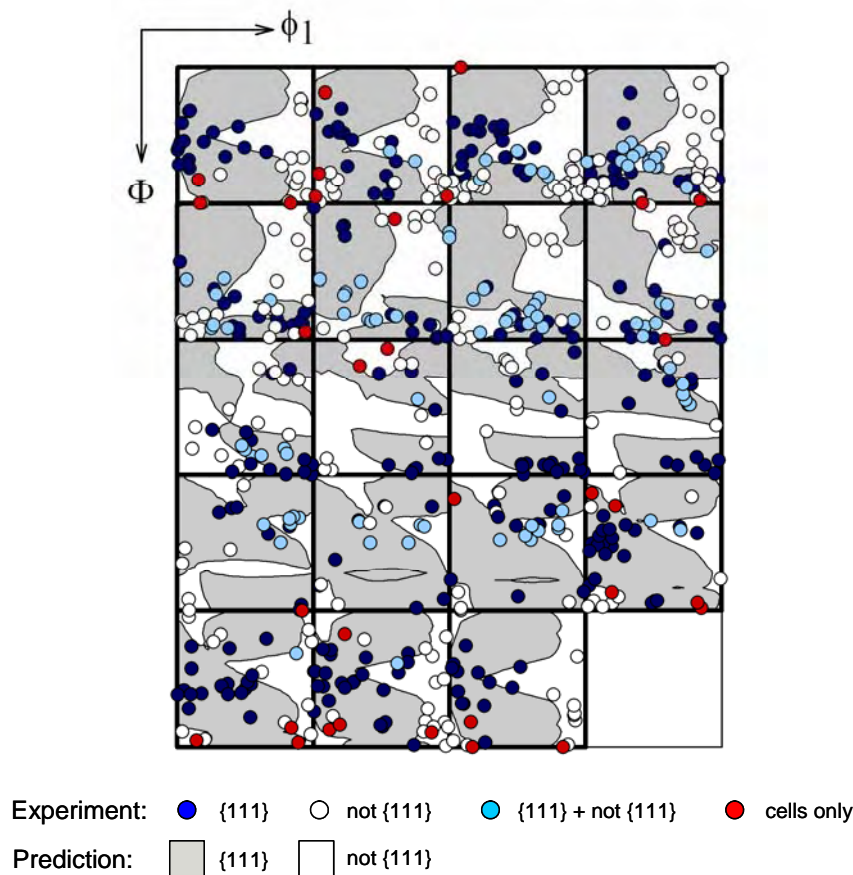 ϕ1
Φ
Experiment: {111} not {111} {111} + not {111} cells only
Prediction: {111} not {111}